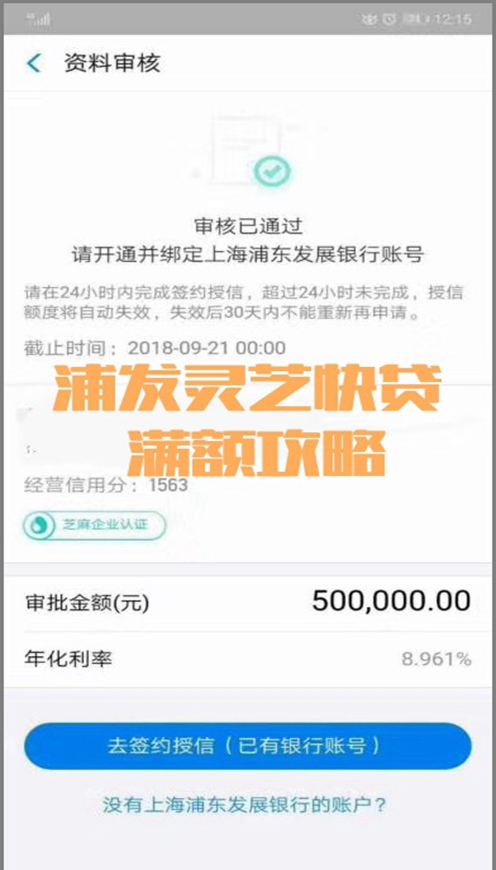 12:15
资料审核
审核已通过
请开通并绑定上海浦东发展银行账号
请在24小时内完成签约授信，超过24小时未完成，授信
额度将自动失效，失效后30天内不能重新再申请。
截止时间：2018-09-21 00:00
浦发灵芝快贷
满额攻略
经营信用分：1563
芝麻企业认证
审批金额(元) 500,000.00
年化利率 8.961%
去签约授信（已有银行账号）
没有上海浦东发展银行的账户？